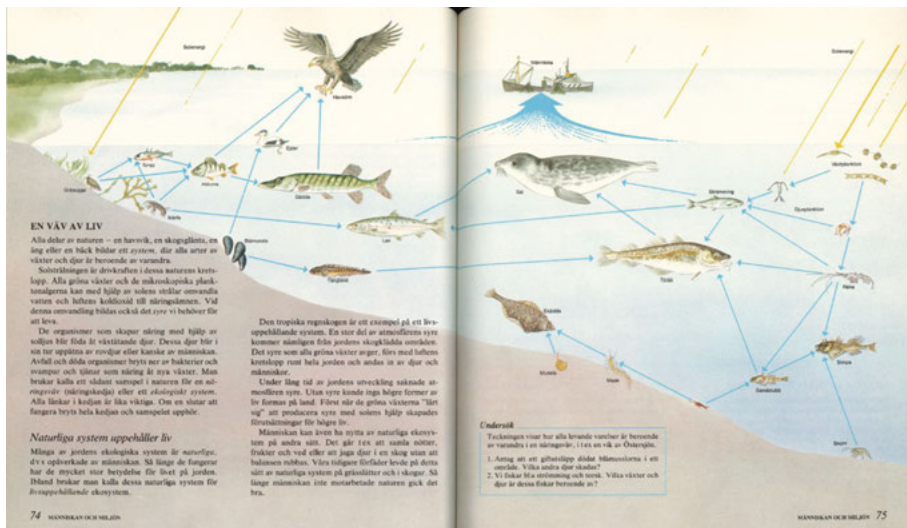 Solenergi
Människa
Solenergi
Havsörn
Ejder
Spigg
Abborre
Gädda
Märla
Lax
Blåmussla
Tånglake
Säl
Strömming
Växtplankton
Djurplankton
Torsk
Räka
Skädda
Mussla
Mask
Sandstubb
Simpa
EN VÄV AV LIV
Alla delar av naturen – en havsvik, en skogsglänta, en
äng eller en bäck bildar ett system, där alla arter av
växter och djur är beroende av varandra.
Solstrålningen är drivkraften i dessa naturens krets-
lopp. Alla gröna växter och de mikroskopiska plank-
tonalgerna kan med hjälp av solens strålar omvandla
vatten och luftens koldioxid till näringsämnen. Vid
denna omvandling bildas också det syre vi behöver för
att leva.
De organismer som skapar näring med hjälp av
solljus blir föda åt växtätande djur. Dessa djur blir i
sin tur uppätna av rovdjur eller kanske av människan.
Avfall och döda organismer bryts ner av bakterier och
svampar och tjänar som näring åt nya växter. Man
brukar kalla ett sådant samspel i naturen för en nä-
ringsväv (näringskedja) eller ett ekologiskt system.
Alla länkar i kedjan är lika viktiga. Om en slutar att
fungera bryts hela kedjan och samspelet upphör.
Naturliga system uppehåller liv
Många av jordens ekosystem är naturliga,
dvs opåverkade av människan. Så länge de fungerar
har de mycket stor betydelse för livet på jorden.
Ibland brukar man kalla dessa naturliga system för
livsuppehållande ekosystem.
Den tropiska regnskogen är ett exempel på ett livs-
uppehållande system. En stor del av atmosfärens syre
kommer nämligen från jordens skogklädda områden.
Det syre som alla gröna växter avger, förs med luftens
kretslopp runt hela jorden och andas in av djur och
människor.
Under lång tid av jordens utveckling saknade at-
mosfären syre. Utan syre kunde inga högre former av
liv formas på land. Först när de gröna växterna "lärt
sig" att producera syre med solens hjälp skapades
förutsättningar för högre liv.
Människan kan även ha nytta av naturliga ekosys-
tem på andra sätt. Det går t ex att samla nötter,
frukter och ved eller att jaga djur i en skog utan att
balansen rubbas. Våra tidigare förfäder levde på detta
sätt av naturliga system på grässlätter och i skogar. Så
länge människan inte motarbetade naturen gick det
bra.
Undersök
Teckningen visar hur alla levande varelser är beroende
av varandra i en näringsväv, i t ex en vik av Östersjön.
1. Antag att ett giftutsläpp dödat blåmusslorna i ett
område. Vilka andra djur skadas?
2. Vi fiskar bl a strömming och torsk. Vilka växter och
djur är dessa fiskar beroende av?
74 MÄNNISKAN OCH MILJÖN
MÄNNISKAN OCH MILJÖN 75